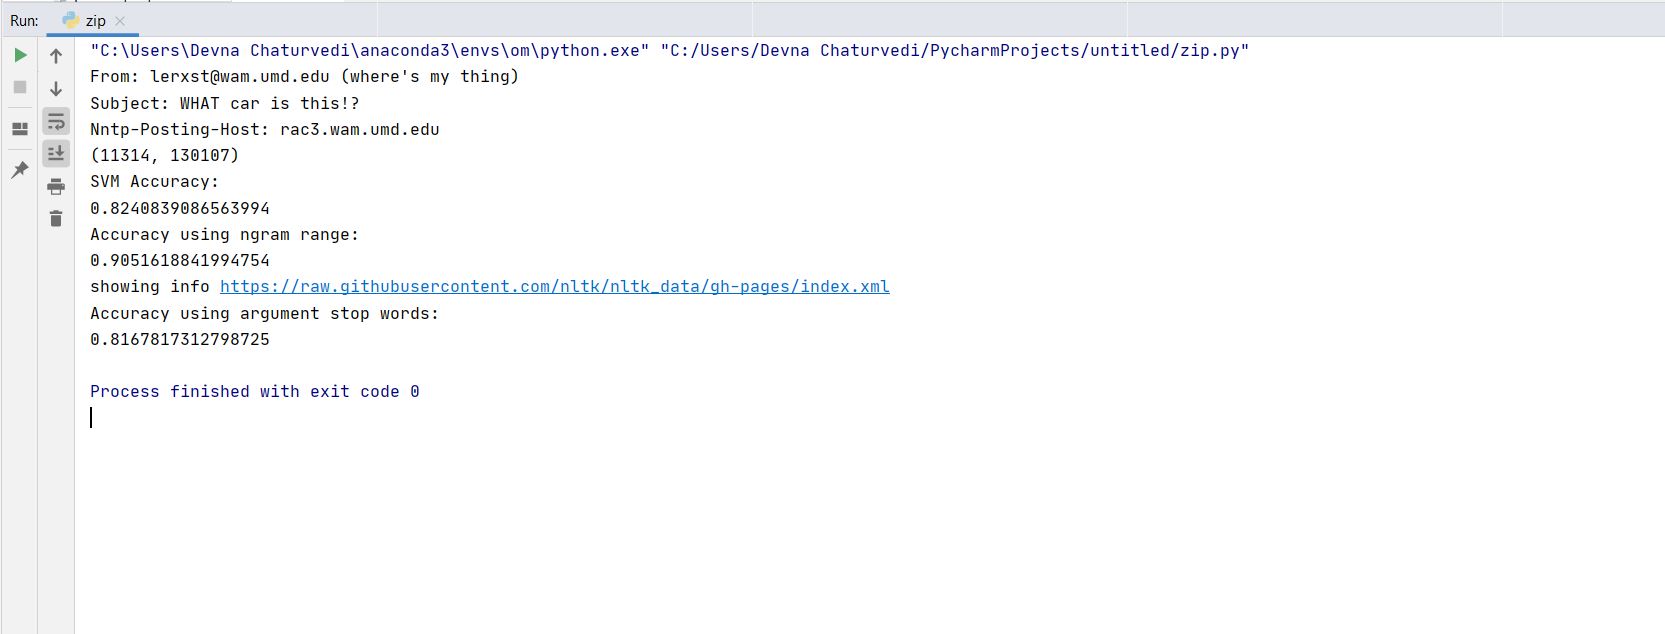 Run: zip
"C:\Users\Devna Chaturvedi\anaconda3\envs\om\python.exe" "C:/Users/Devna Chaturvedi/PycharmProjects/untitled/zip.py"
From: lerxst@wam.umd.edu (where's my thing)
Subject: WHAT car is this!?
Nntp-Posting-Host: rac3.wam.umd.edu
(11314, 130107)
SVM Accuracy:
0.8240839086563994
Accuracy using ngram range:
0.9051618841994754
showing info https://raw.githubusercontent.com/nltk/nltk_data/gh-pages/index.xml
Accuracy using argument stop words:
0.8167817312798725
Process finished with exit code 0